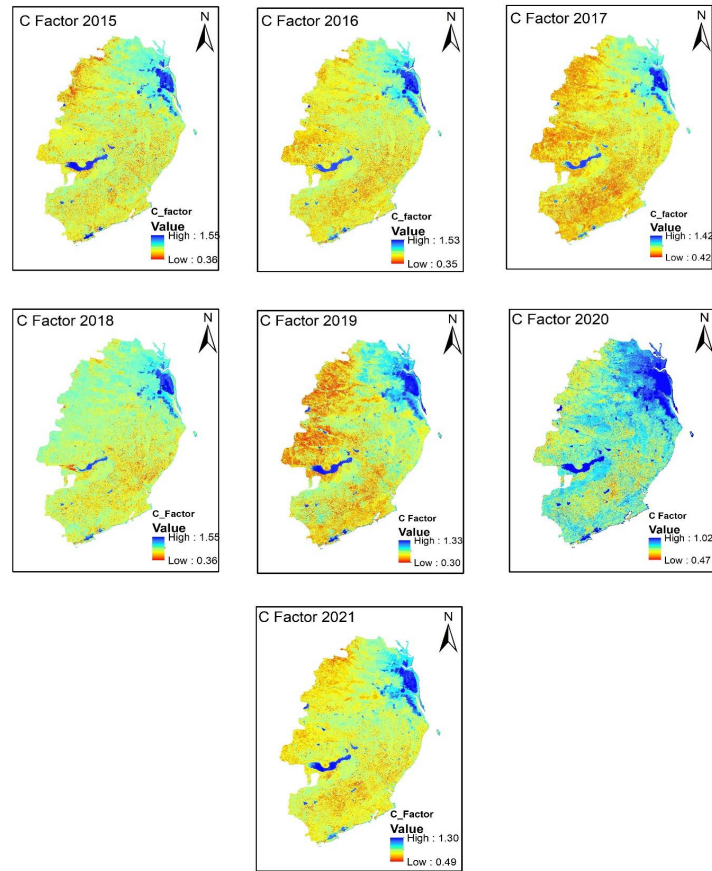 C Factor 2015
N
C_factor
Value
High : 1.55
Low : 0.36
C Factor 2016
N
C_factor
Value
High : 1.53
Low : 0.35
C Factor 2017
N
C_factor
Value
High : 1.42
Low : 0.42
C Factor 2018
N
C_Factor
Value
High : 1.55
Low : 0.36
C Factor 2019
N
C Factor
Value
High : 1.33
Low : 0.30
C Factor 2020
N
C Factor
Value
High : 1.02
Low : 0.47
C Factor 2021
N
C_Factor
Value
High : 1.30
Low : 0.49